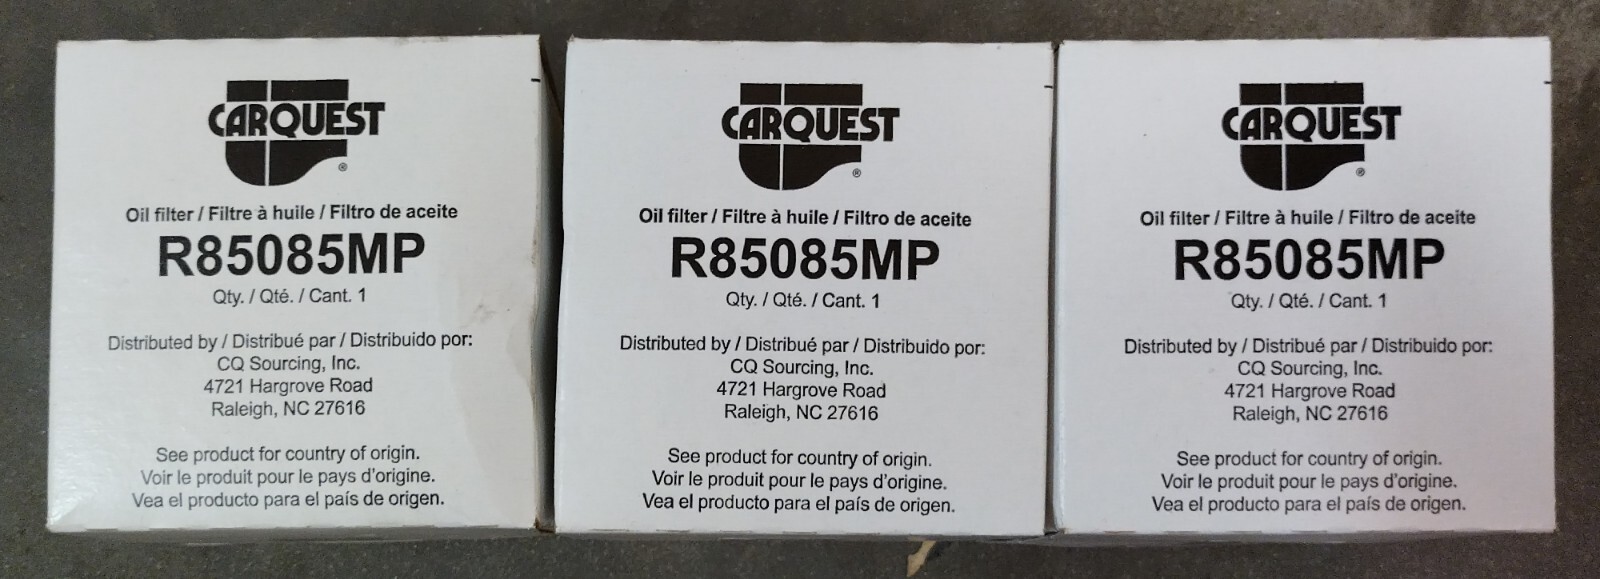 CARQUEST
®
Oil filter / Filtre à huile / Filtro de aceite
R85085MP
Qty. / Qté. / Cant. 1
Distributed by / Distribué par / Distribuido por:
CQ Sourcing, Inc.
4721 Hargrove Road
Raleigh, NC 27616
See product for country of origin.
Voir le produit pour le pays d'origine.
Vea el producto para el país de origen.
CARQUEST
®
Oil filter / Filtre à huile / Filtro de aceite
R85085MP
Qty. / Qté. / Cant. 1
Distributed by / Distribué par / Distribuido por:
CQ Sourcing, Inc.
4721 Hargrove Road
Raleigh, NC 27616
See product for country of origin.
Voir le produit pour le pays d'origine.
Vea el producto para el país de origen.
CARQUEST
®
Oil filter / Filtre à huile / Filtro de aceite
R85085MP
Qty. / Qté. / Cant. 1
Distributed by / Distribué par / Distribuido por:
CQ Sourcing, Inc.
4721 Hargrove Road
Raleigh, NC 27616
See product for country of origin.
Voir le produit pour le pays d'origine.
Vea el producto para el país de origen.